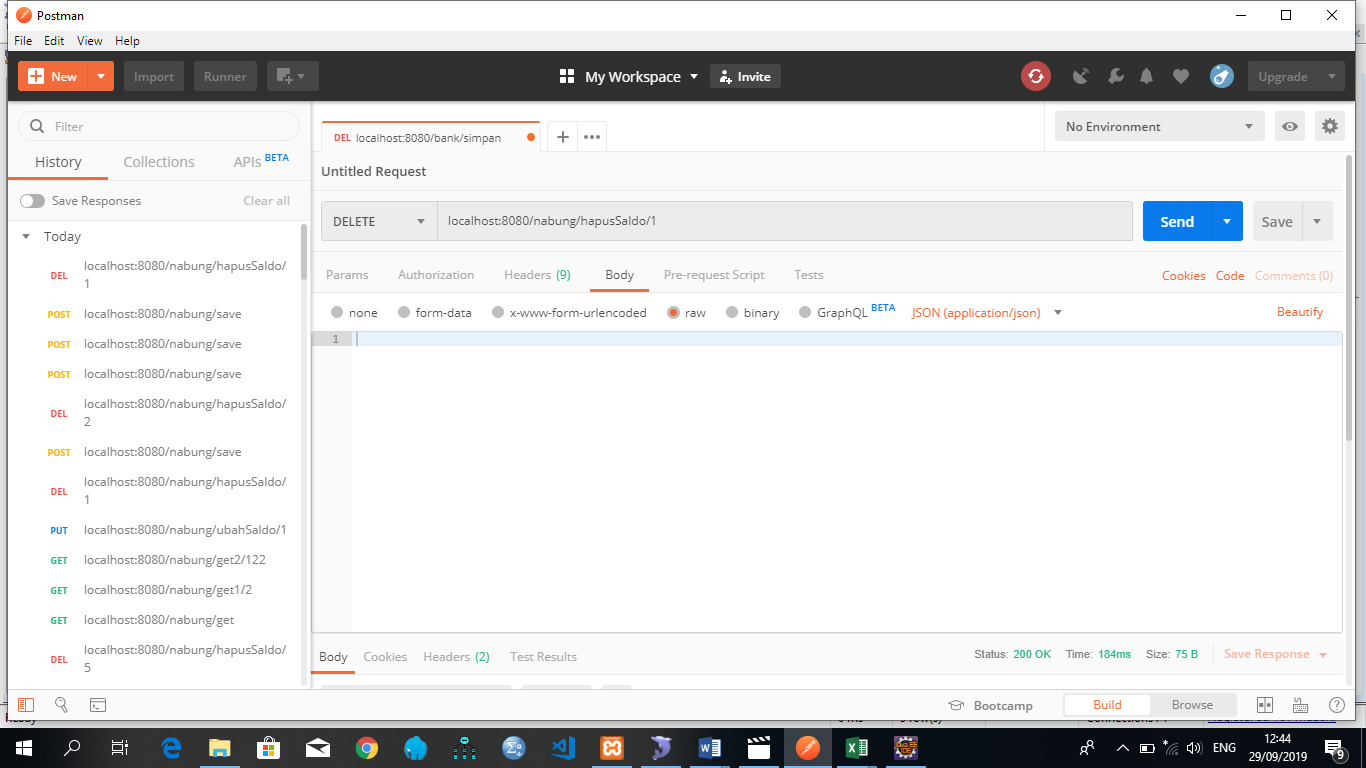 Postman
File Edit View Help
New Import Runner My Workspace Invite Upgrade
Filter
History Collections APIs BETA
Save Responses Clear all
Today
DEL localhost:8080/nabung/hapusSaldo/
1
POST localhost:8080/nabung/save
POST localhost:8080/nabung/save
POST localhost:8080/nabung/save
DEL localhost:8080/nabung/hapusSaldo/
2
POST localhost:8080/nabung/save
DEL localhost:8080/nabung/hapusSaldo/
1
PUT localhost:8080/nabung/ubahSaldo/1
GET localhost:8080/nabung/get2/122
GET localhost:8080/nabung/get1/2
GET localhost:8080/nabung/get
DEL localhost:8080/nabung/hapusSaldo/
5
DEL localhost:8080/bank/simpan
No Environment
Untitled Request
DELETE localhost:8080/nabung/hapusSaldo/1 Send Save
Params Authorization Headers (9) Body Pre-request Script Tests Cookies Code Comments (0)
none form-data x-www-form-urlencoded raw binary GraphQL BETA JSON (application/json) Beautify
1
Body Cookies Headers (2) Test Results Status: 200 OK Time: 184ms Size: 75 B Save Response
Bootcamp Build Browse
Ready
ENG 12:44
29/09/2019
9